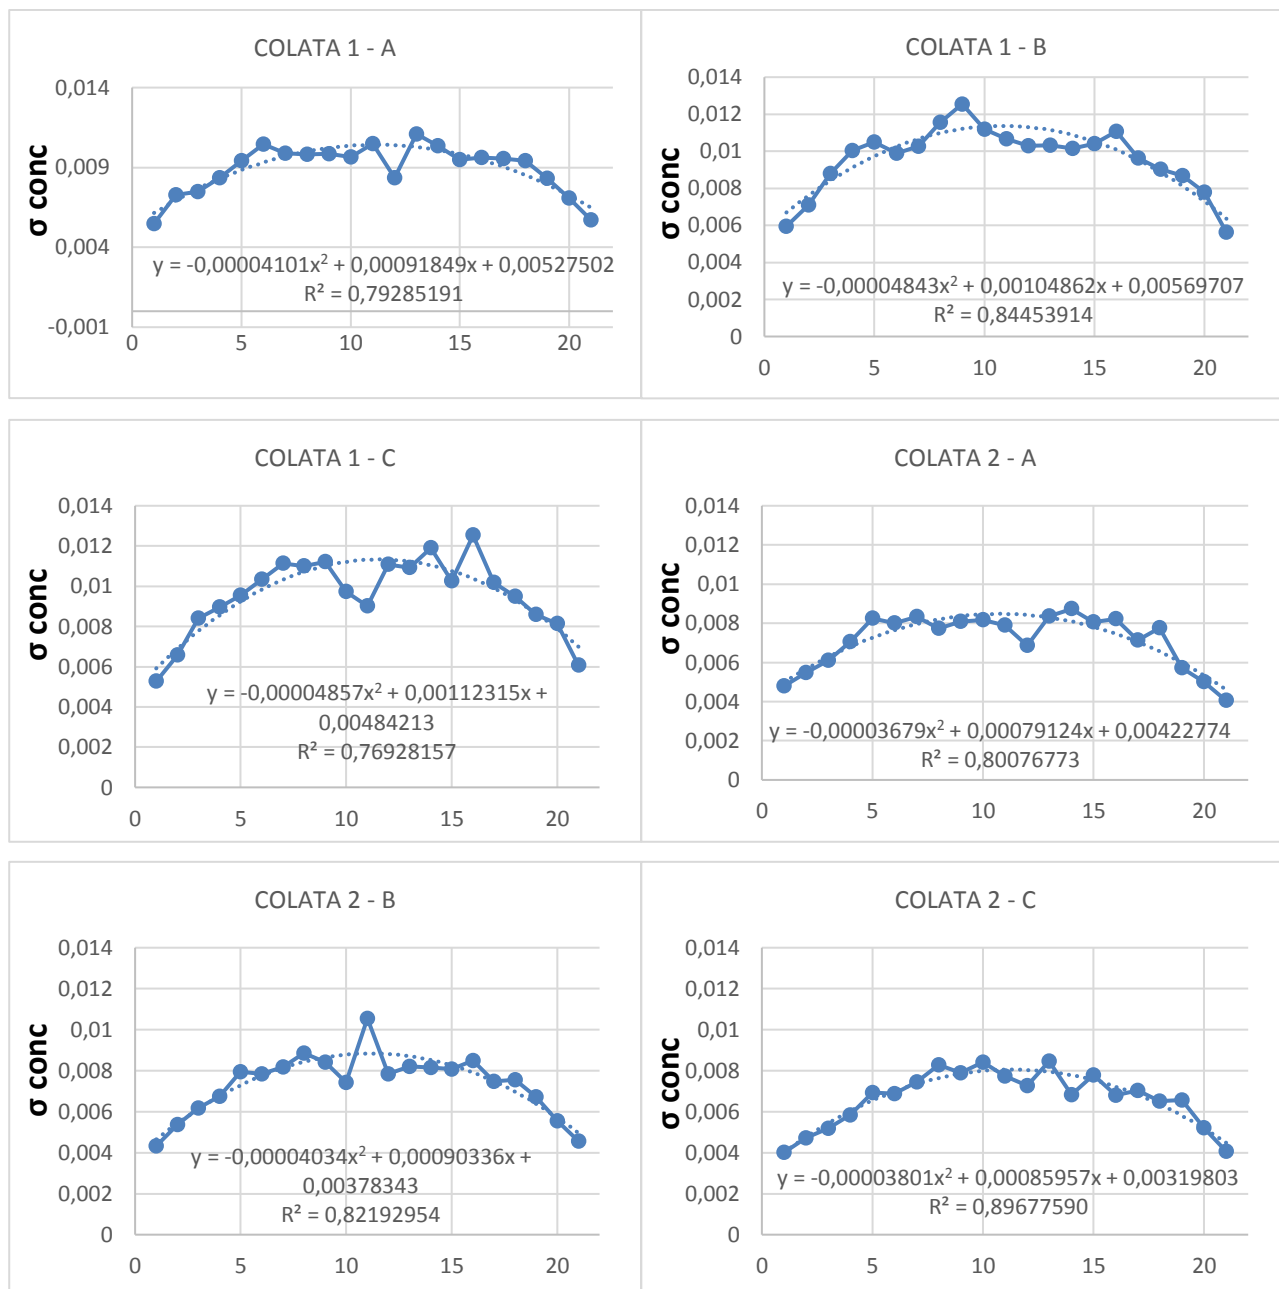 COLATA 1 - A
0,014
0,009
0,004
-0,001
σ conc
y = -0,00004101x² + 0,00091849x + 0,00527502
R² = 0,79285191
0 5 10 15 20
COLATA 1 - B
0,014
0,012
0,01
0,008
0,006
0,004
0,002
0
σ conc
y = -0,00004843x² + 0,00104862x + 0,00569707
R² = 0,84453914
0 5 10 15 20
COLATA 1 - C
0,014
0,012
0,01
0,008
0,006
0,004
0,002
0
σ conc
y = -0,00004857x² + 0,00112315x +
0,00484213
R² = 0,76928157
0 5 10 15 20
COLATA 2 - A
0,014
0,012
0,01
0,008
0,006
0,004
0,002
0
σ conc
y = -0,00003679x² + 0,00079124x + 0,00422774
R² = 0,80076773
0 5 10 15 20
COLATA 2 - B
0,014
0,012
0,01
0,008
0,006
0,004
0,002
0
σ conc
y = -0,00004034x² + 0,00090336x +
0,00378343
R² = 0,82192954
0 5 10 15 20
COLATA 2 - C
0,014
0,012
0,01
0,008
0,006
0,004
0,002
0
σ conc
y = -0,00003801x² + 0,00085957x + 0,00319803
R² = 0,89677590
0 5 10 15 20